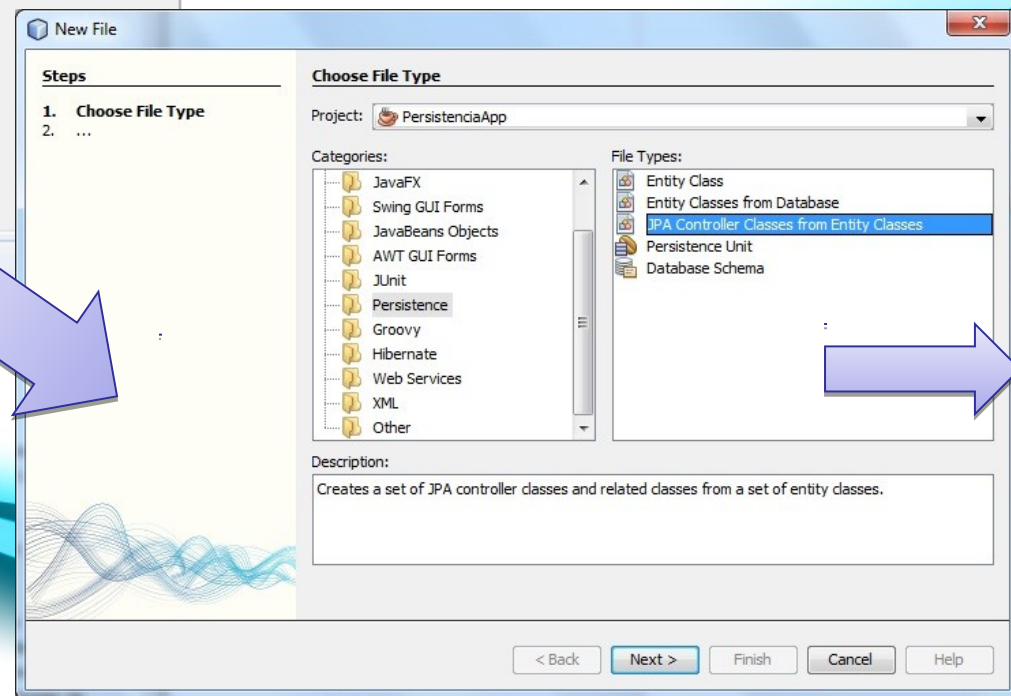 New File
Steps
1. Choose File Type
2. ...
Choose File Type
Project: PersistenciaApp
Categories:
JavaFX
Swing GUI Forms
JavaBeans Objects
AWT GUI Forms
JUnit
Persistence
Groovy
Hibernate
Web Services
XML
Other
File Types:
Entity Class
Entity Classes from Database
JPA Controller Classes from Entity Classes
Persistence Unit
Database Schema
Description:
Creates a set of JPA controller classes and related classes from a set of entity classes.
< Back Next > Finish Cancel Help